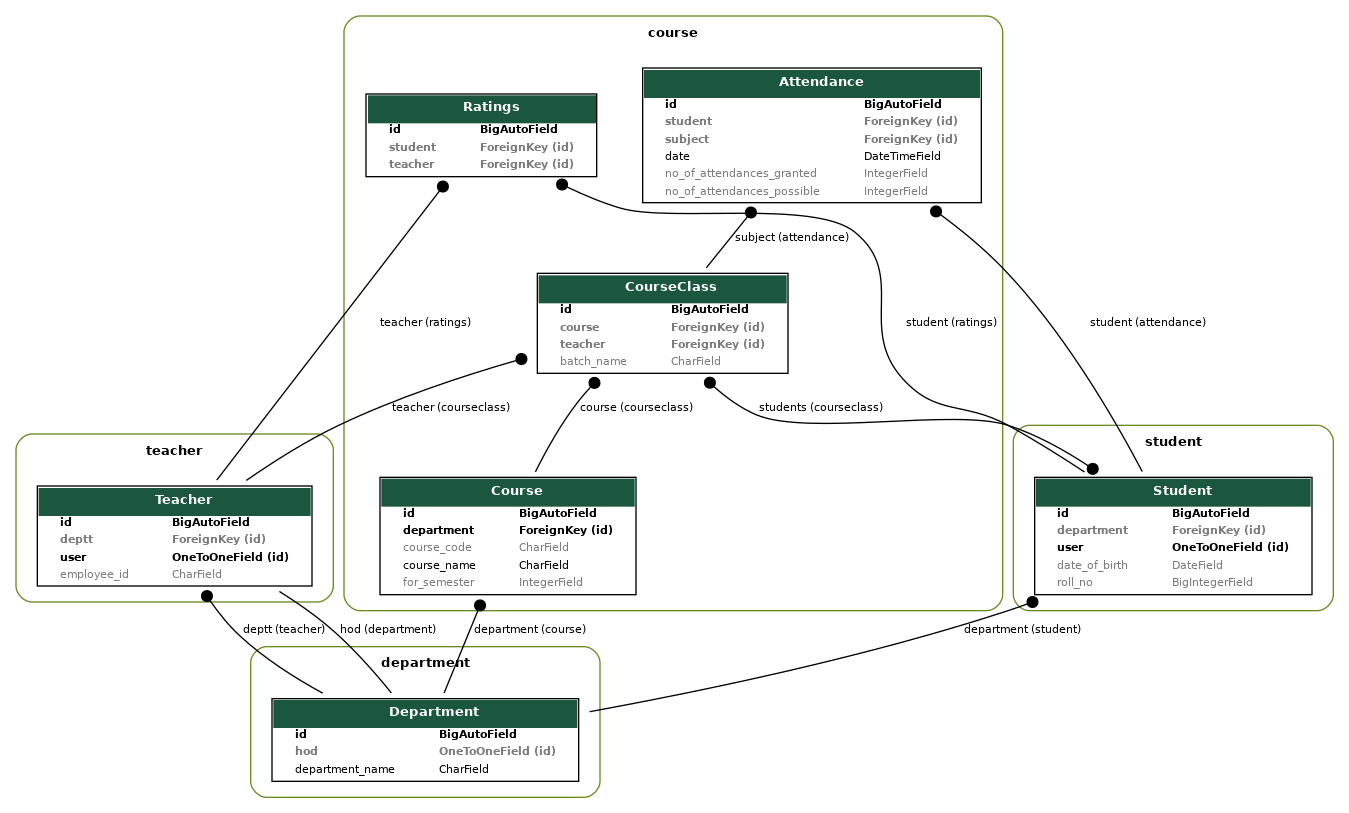 course
Ratings
id BigAutoField
student ForeignKey (id)
teacher ForeignKey (id)
Attendance
id BigAutoField
student ForeignKey (id)
subject ForeignKey (id)
date DateTimeField
no_of_attendances_granted IntegerField
no_of_attendances_possible IntegerField
subject (attendance)
CourseClass
id BigAutoField
course ForeignKey (id)
teacher ForeignKey (id)
batch_name CharField
teacher (ratings)
student (ratings)
student (attendance)
teacher (courseclass)
course (courseclass)
students (courseclass)
teacher
Teacher
id BigAutoField
deptt ForeignKey (id)
user OneToOneField (id)
employee_id CharField
Course
id BigAutoField
department ForeignKey (id)
course_code CharField
course_name CharField
for_semester IntegerField
student
Student
id BigAutoField
department ForeignKey (id)
user OneToOneField (id)
date_of_birth DateField
roll_no BigIntegerField
deptt (teacher)
hod (department)
department (course)
department (student)
department
Department
id BigAutoField
hod OneToOneField (id)
department_name CharField